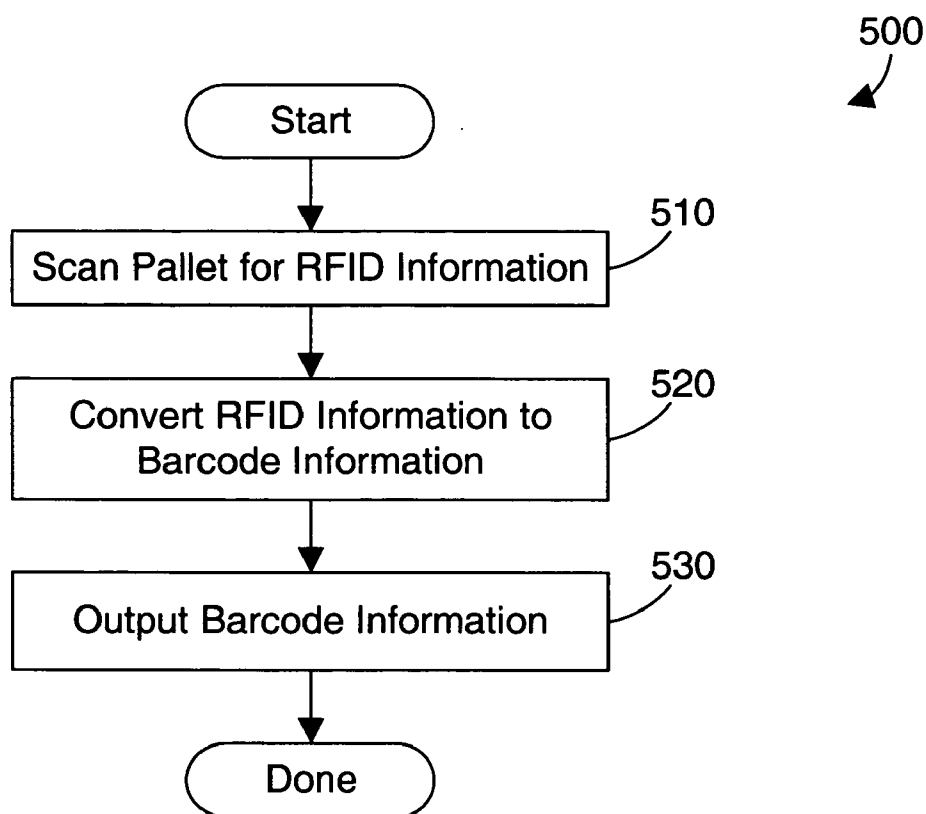 500
Start
510
Scan Pallet for RFID Information
520
Convert RFID Information to
Barcode Information
530
Output Barcode Information
Done